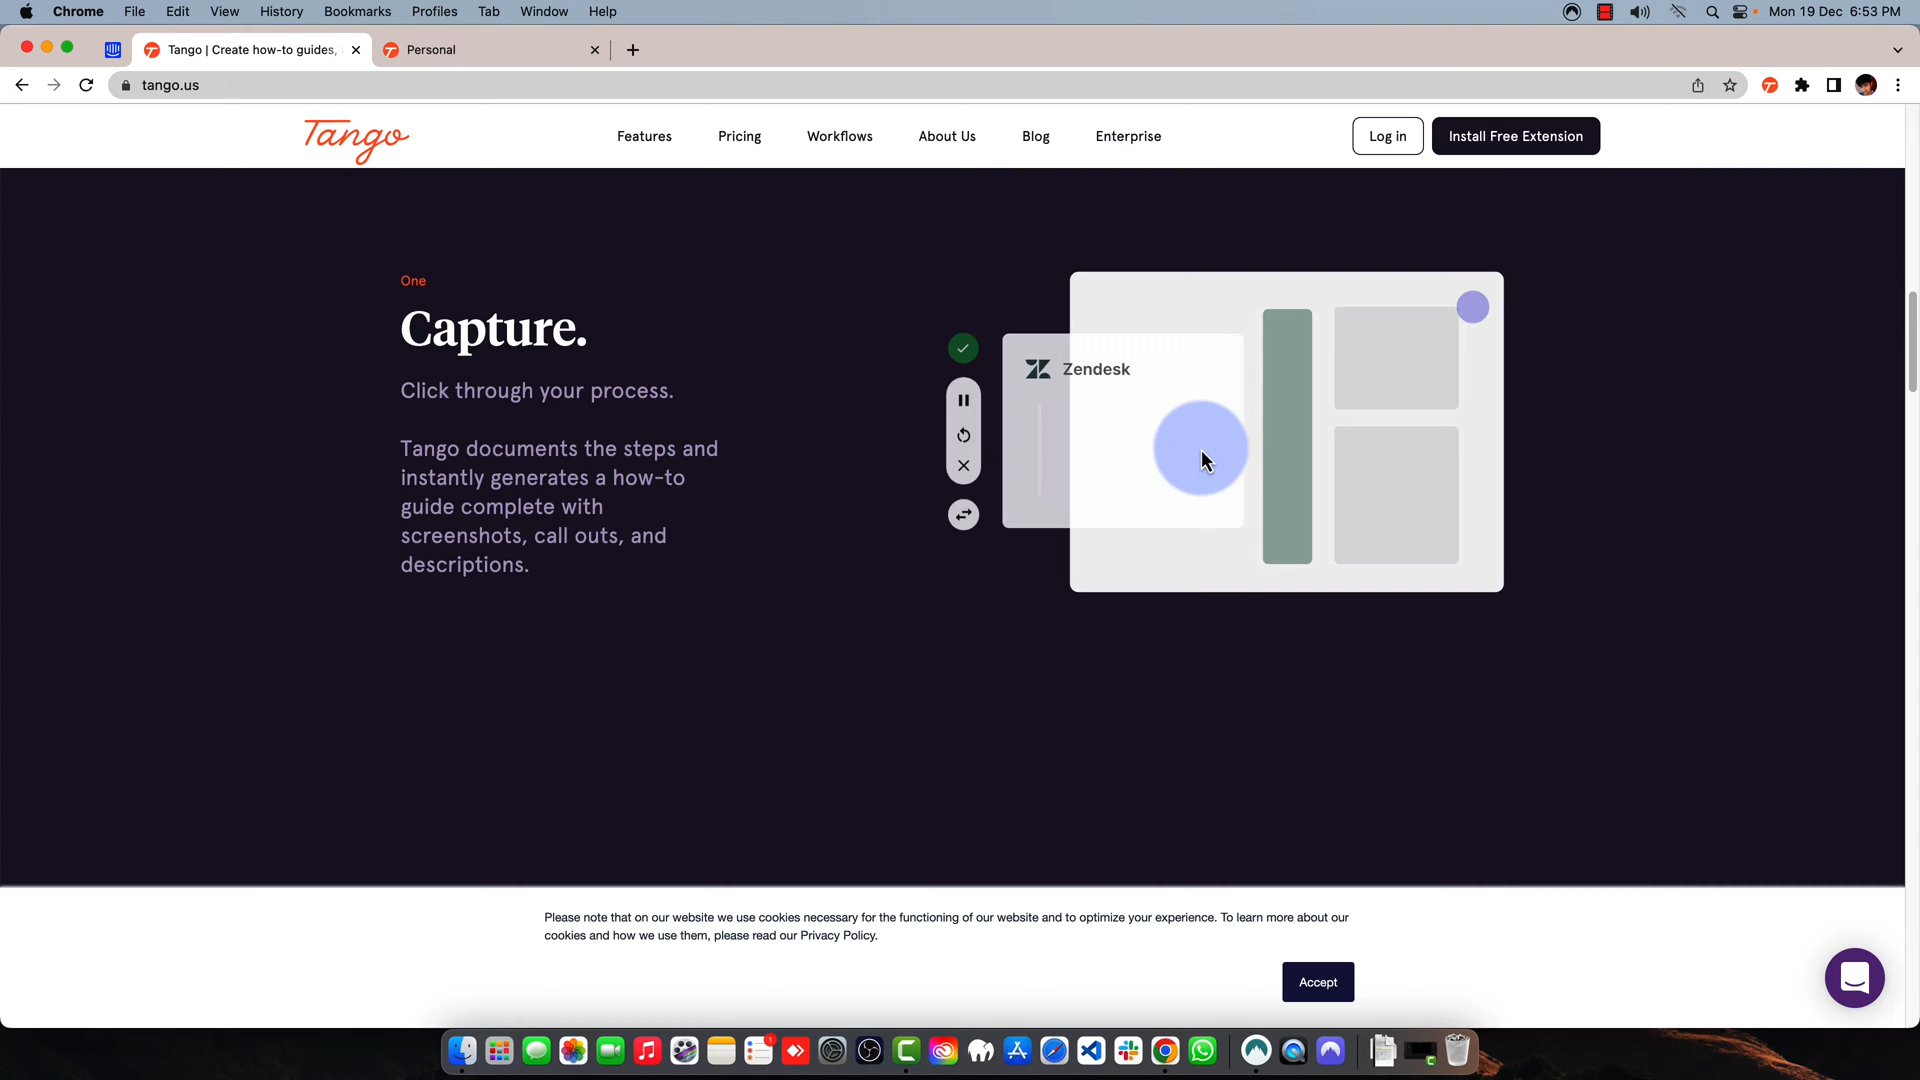 Chrome File Edit View History Bookmarks Profiles Tab Window Help
Mon 19 Dec 6:53 PM
Tango | Create how-to guides,
Personal
tango.us
Tango
Features Pricing Workflows About Us Blog Enterprise
Log in
Install Free Extension
One
Capture.
Click through your process.
Tango documents the steps and
instantly generates a how-to
guide complete with
screenshots, call outs, and
descriptions.
Zendesk
Please note that on our website we use cookies necessary for the functioning of our website and to optimize your experience. To learn more about our
cookies and how we use them, please read our Privacy Policy.
Accept
1